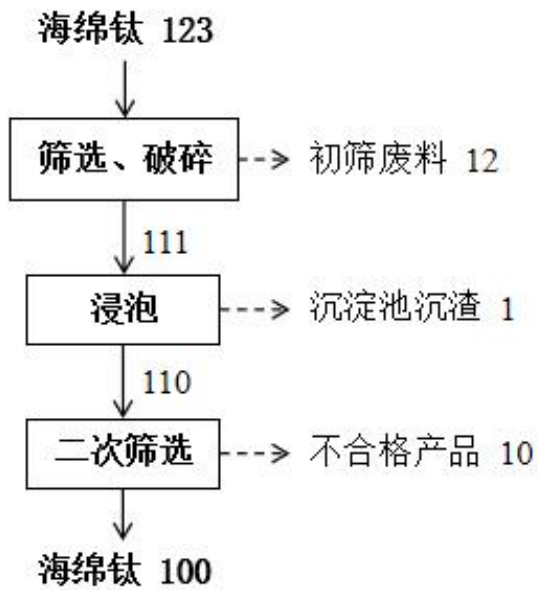 海绵钛 123
筛选、破碎
初筛废料 12
111
浸泡
沉淀池沉渣 1
110
二次筛选
不合格产品 10
海绵钛 100